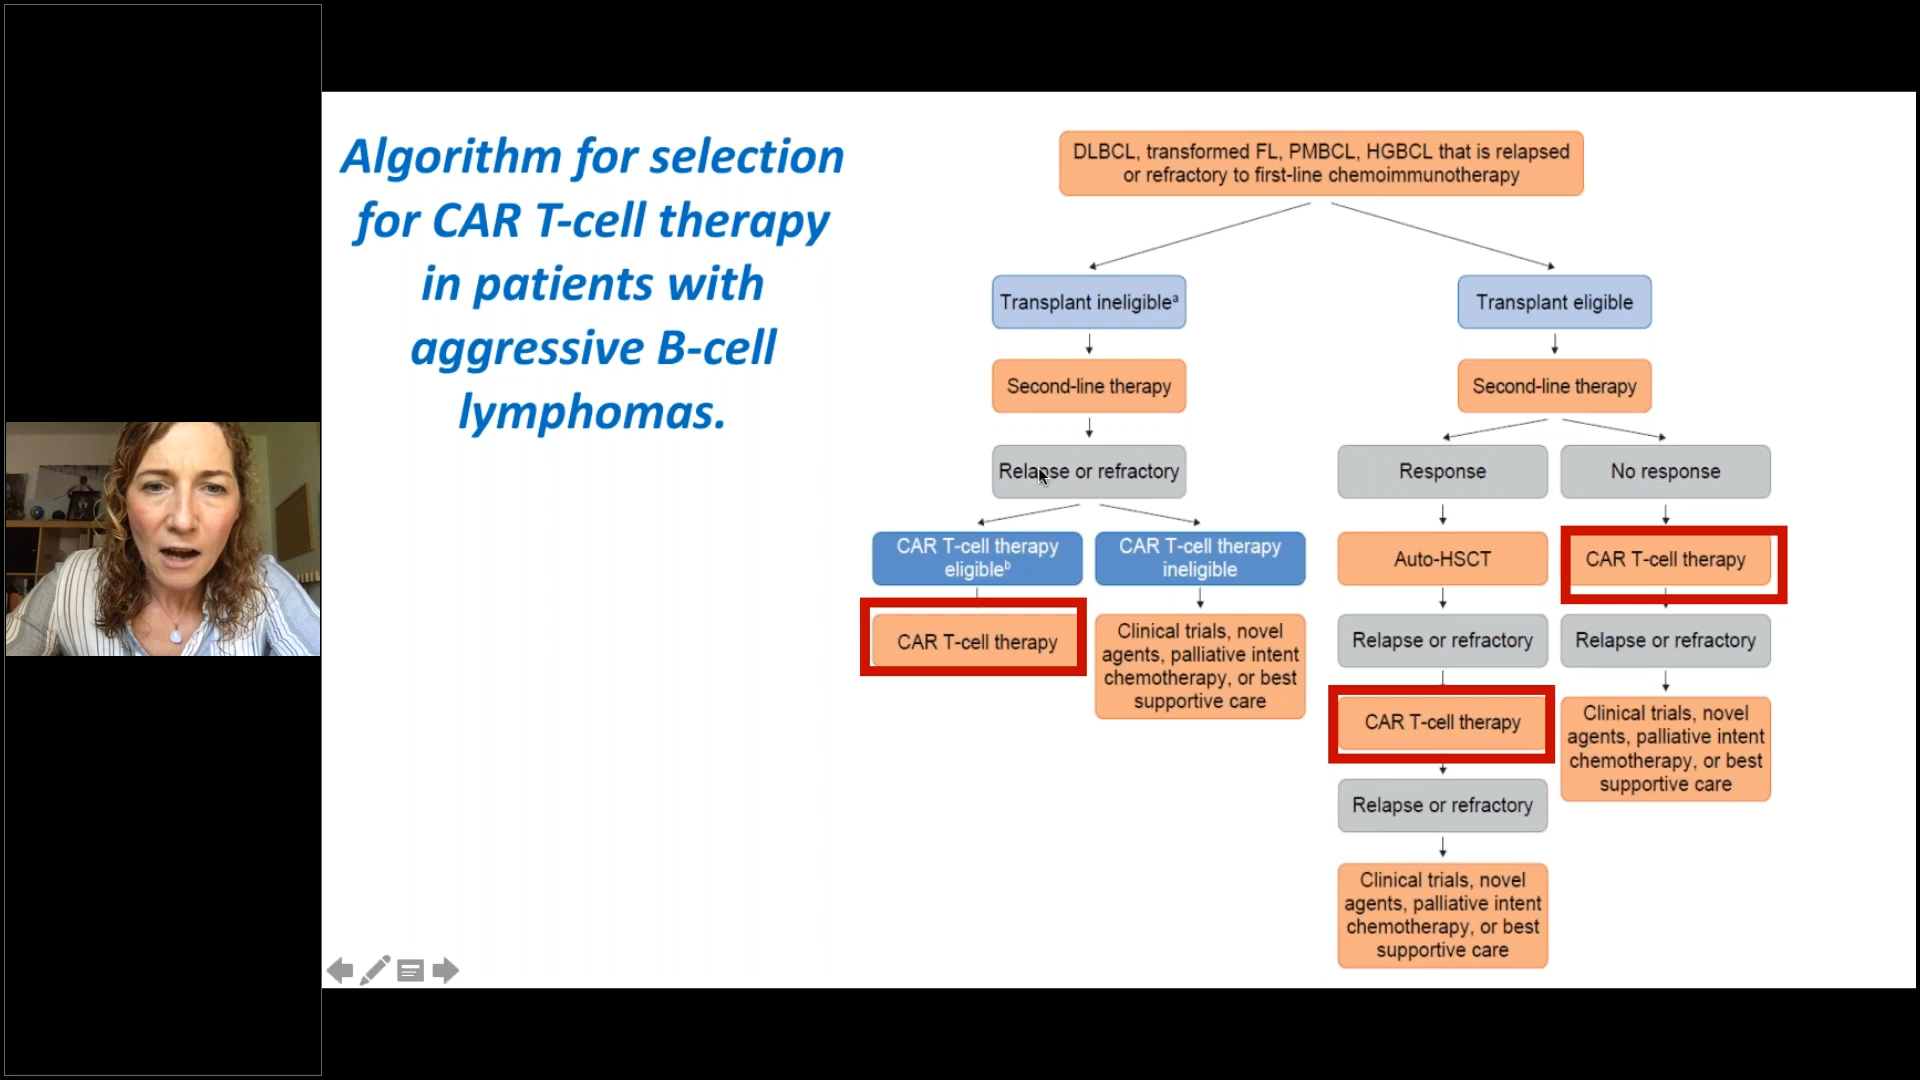 Algorithm for selection
for CAR T-cell therapy
in patients with
aggressive B-cell
lymphomas.
DLBCL, transformed FL, PMBCL, HGBCL that is relapsed
or refractory to first-line chemoimmunotherapy
Transplant ineligibleᵃ
Second-line therapy
Relapse or refractory
CAR T-cell therapy
eligibleᵇ
CAR T-cell therapy
CAR T-cell therapy
ineligible
Clinical trials, novel
agents, palliative intent
chemotherapy, or best
supportive care
Transplant eligible
Second-line therapy
Response
Auto-HSCT
Relapse or refractory
CAR T-cell therapy
Relapse or refractory
Clinical trials, novel
agents, palliative intent
chemotherapy, or best
supportive care
No response
CAR T-cell therapy
Relapse or refractory
Clinical trials, novel
agents, palliative intent
chemotherapy, or best
supportive care